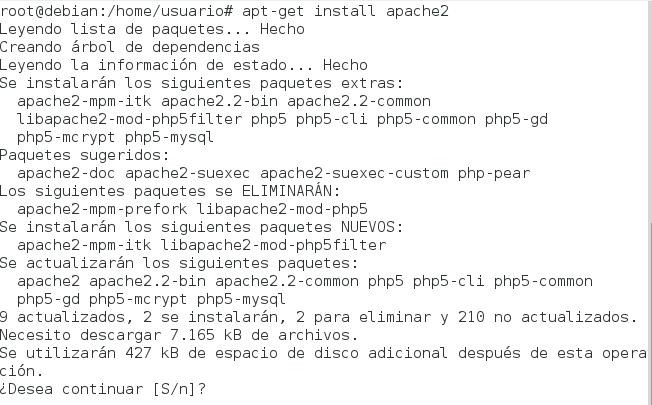 root@debian:/home/usuario# apt-get install apache2
Leyendo lista de paquetes... Hecho
Creando árbol de dependencias
Leyendo la información de estado... Hecho
Se instalarán los siguientes paquetes extras:
apache2-mpm-itk apache2.2-bin apache2.2-common
libapache2-mod-php5filter php5 php5-cli php5-common php5-gd
php5-mcrypt php5-mysql
Paquetes sugeridos:
apache2-doc apache2-suexec apache2-suexec-custom php-pear
Los siguientes paquetes se ELIMINARÁN:
apache2-mpm-prefork libapache2-mod-php5
Se instalarán los siguientes paquetes NUEVOS:
apache2-mpm-itk libapache2-mod-php5filter
Se actualizarán los siguientes paquetes:
apache2 apache2.2-bin apache2.2-common php5 php5-cli php5-common
php5-gd php5-mcrypt php5-mysql
9 actualizados, 2 se instalarán, 2 para eliminar y 210 no actualizados.
Necesito descargar 7.165 kB de archivos.
Se utilizarán 427 kB de espacio de disco adicional después de esta opera
ción.
¿Desea continuar [S/n]?